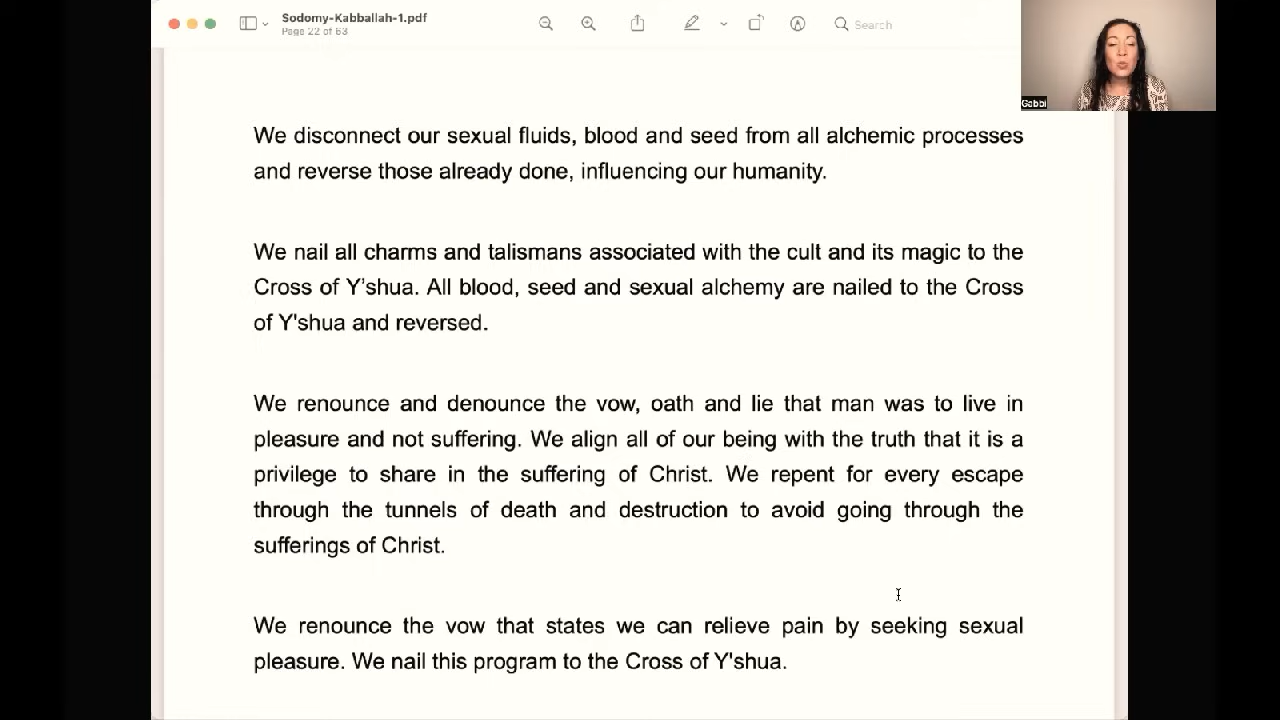 Sodomy-Kaballah-1.pdf
Page 22 of 63
Search
Gabbi
We disconnect our sexual fluids, blood and seed from all alchemic processes
and reverse those already done, influencing our humanity.
We nail all charms and talismans associated with the cult and its magic to the
Cross of Y'shua. All blood, seed and sexual alchemy are nailed to the Cross
of Y'shua and reversed.
We renounce and denounce the vow, oath and lie that man was to live in
pleasure and not suffering. We align all of our being with the truth that it is a
privilege to share in the suffering of Christ. We repent for every escape
through the tunnels of death and destruction to avoid going through the
sufferings of Christ.
We renounce the vow that states we can relieve pain by seeking sexual
pleasure. We nail this program to the Cross of Y'shua.